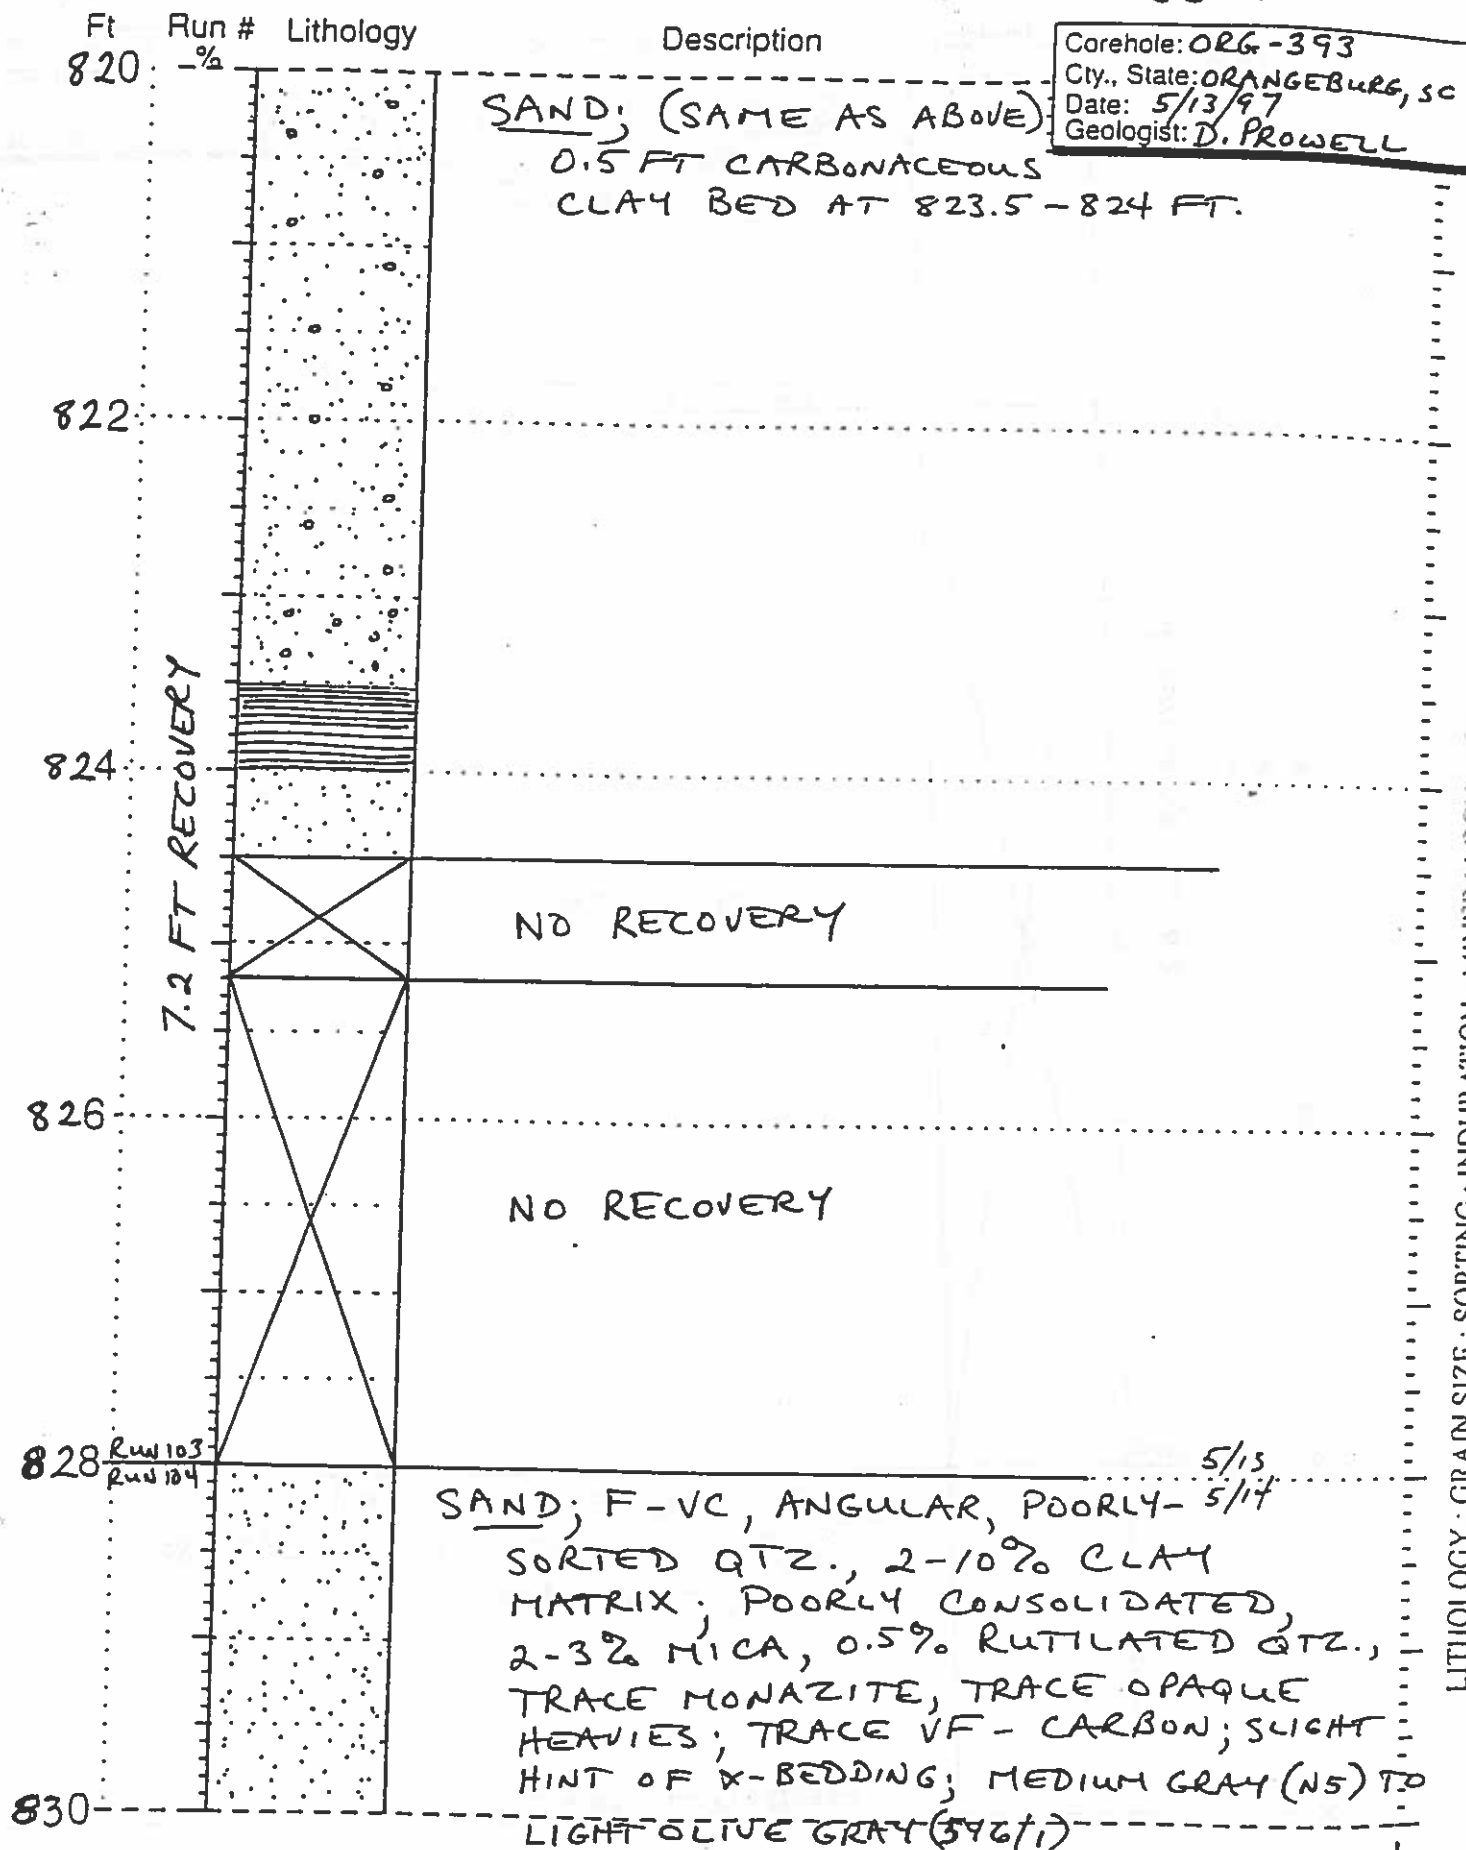 Ft Run # Lithology Description
-%
Corehole: ORG-393
Cty., State: ORANGEBURG, SC
Date: 5/13/97
Geologist: D. PROWELL
820
SAND; (SAME AS ABOVE)
0.5 FT CARBONACEOUS
CLAY BED AT 823.5 - 824 FT.
822
7.2 FT RECOVERY
824
NO RECOVERY
826
NO RECOVERY
828
RUN 103
RUN 104
5/13
5/14
SAND; F-VC, ANGULAR, POORLY-
SORTED QTZ., 2-10% CLAY
MATRIX; POORLY CONSOLIDATED,
2-3% MICA, 0.5% RUTILATED QTZ.,
TRACE MONAZITE, TRACE OPAQUE
HEAVIES; TRACE VF - CARBON; SLIGHT
HINT OF X-BEDDING; MEDIUM GRAY (N5) TO
LIGHT OLIVE GRAY (5Y6/1)
830
LITHOLOGY · GRAIN SIZE · SORTING · INDURATION